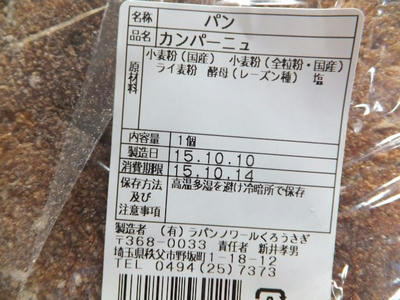 名称 パン
品名 カンパーニュ
原材料 小麦粉(国産) 小麦粉(全粒粉・国産)
ライ麦粉 酵母(レーズン種) 塩
内容量 1個
製造日 15.10.10
消費期限 15.10.14
保存方法及び注意事項 高温多湿を避け冷暗所で保存
製造者 (有)ラパンノワールくろうさぎ
〒368-0033 責任者 新井孝男
埼玉県秩父市野坂町1-18-12
TEL 0494(25)7373